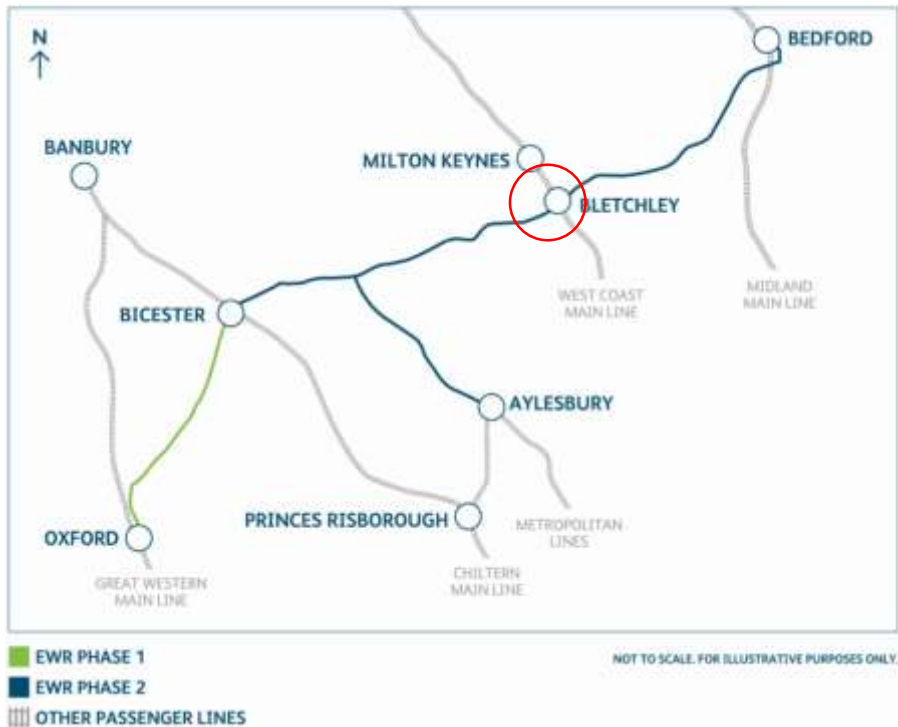 N
BEDFORD
BANBURY
MILTON KEYNES
BLETCHLEY
WEST COAST
MAIN LINE
MIDLAND
MAIN LINE
BICESTER
AYLESBURY
PRINCES RISBOROUGH
METROPOLITAN
LINES
OXFORD
GREAT WESTERN
MAIN LINE
CHILTERN
MAIN LINE
EWR PHASE 1
NOT TO SCALE. FOR ILLUSTRATIVE PURPOSES ONLY.
EWR PHASE 2
OTHER PASSENGER LINES